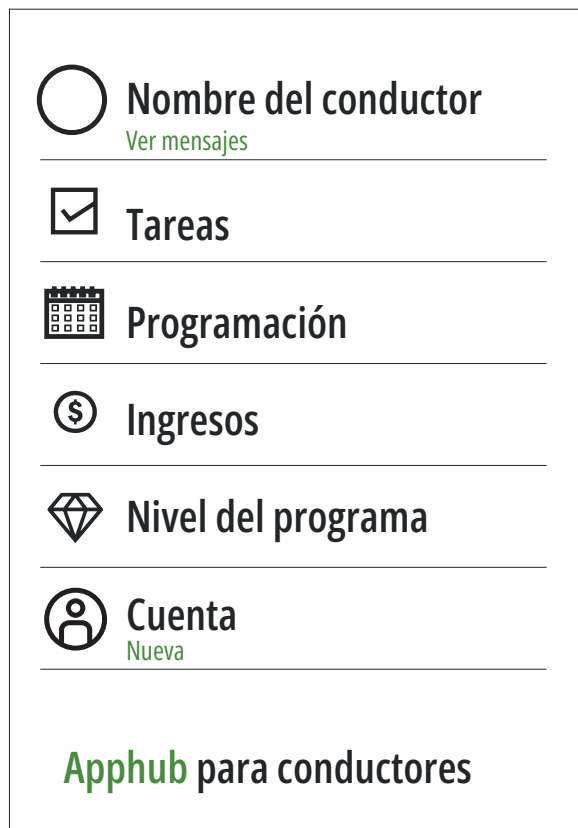 Nombre del conductor
Ver mensajes
Tareas
Programación
$ Ingresos
Nivel del programa
Cuenta
Nueva
Apphub para conductores